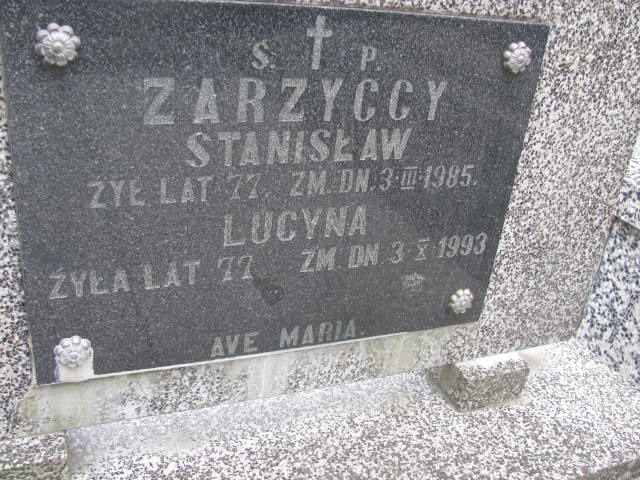 Ś. P.
ZARZYCCY
STANISŁAW
ŻYŁ LAT 77. ZM. DN. 3·III·1985.
LUCYNA
ŻYŁA LAT 77 ZM. DN. 3·X·1993
AVE MARIA.